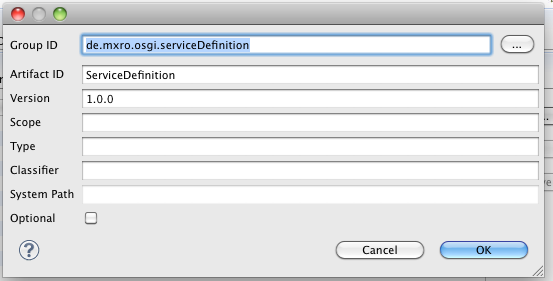 Group ID de.mxro.osgi.serviceDefinition ...
Artifact ID ServiceDefinition
Version 1.0.0
Scope
Type
Classifier
System Path
Optional
? Cancel OK